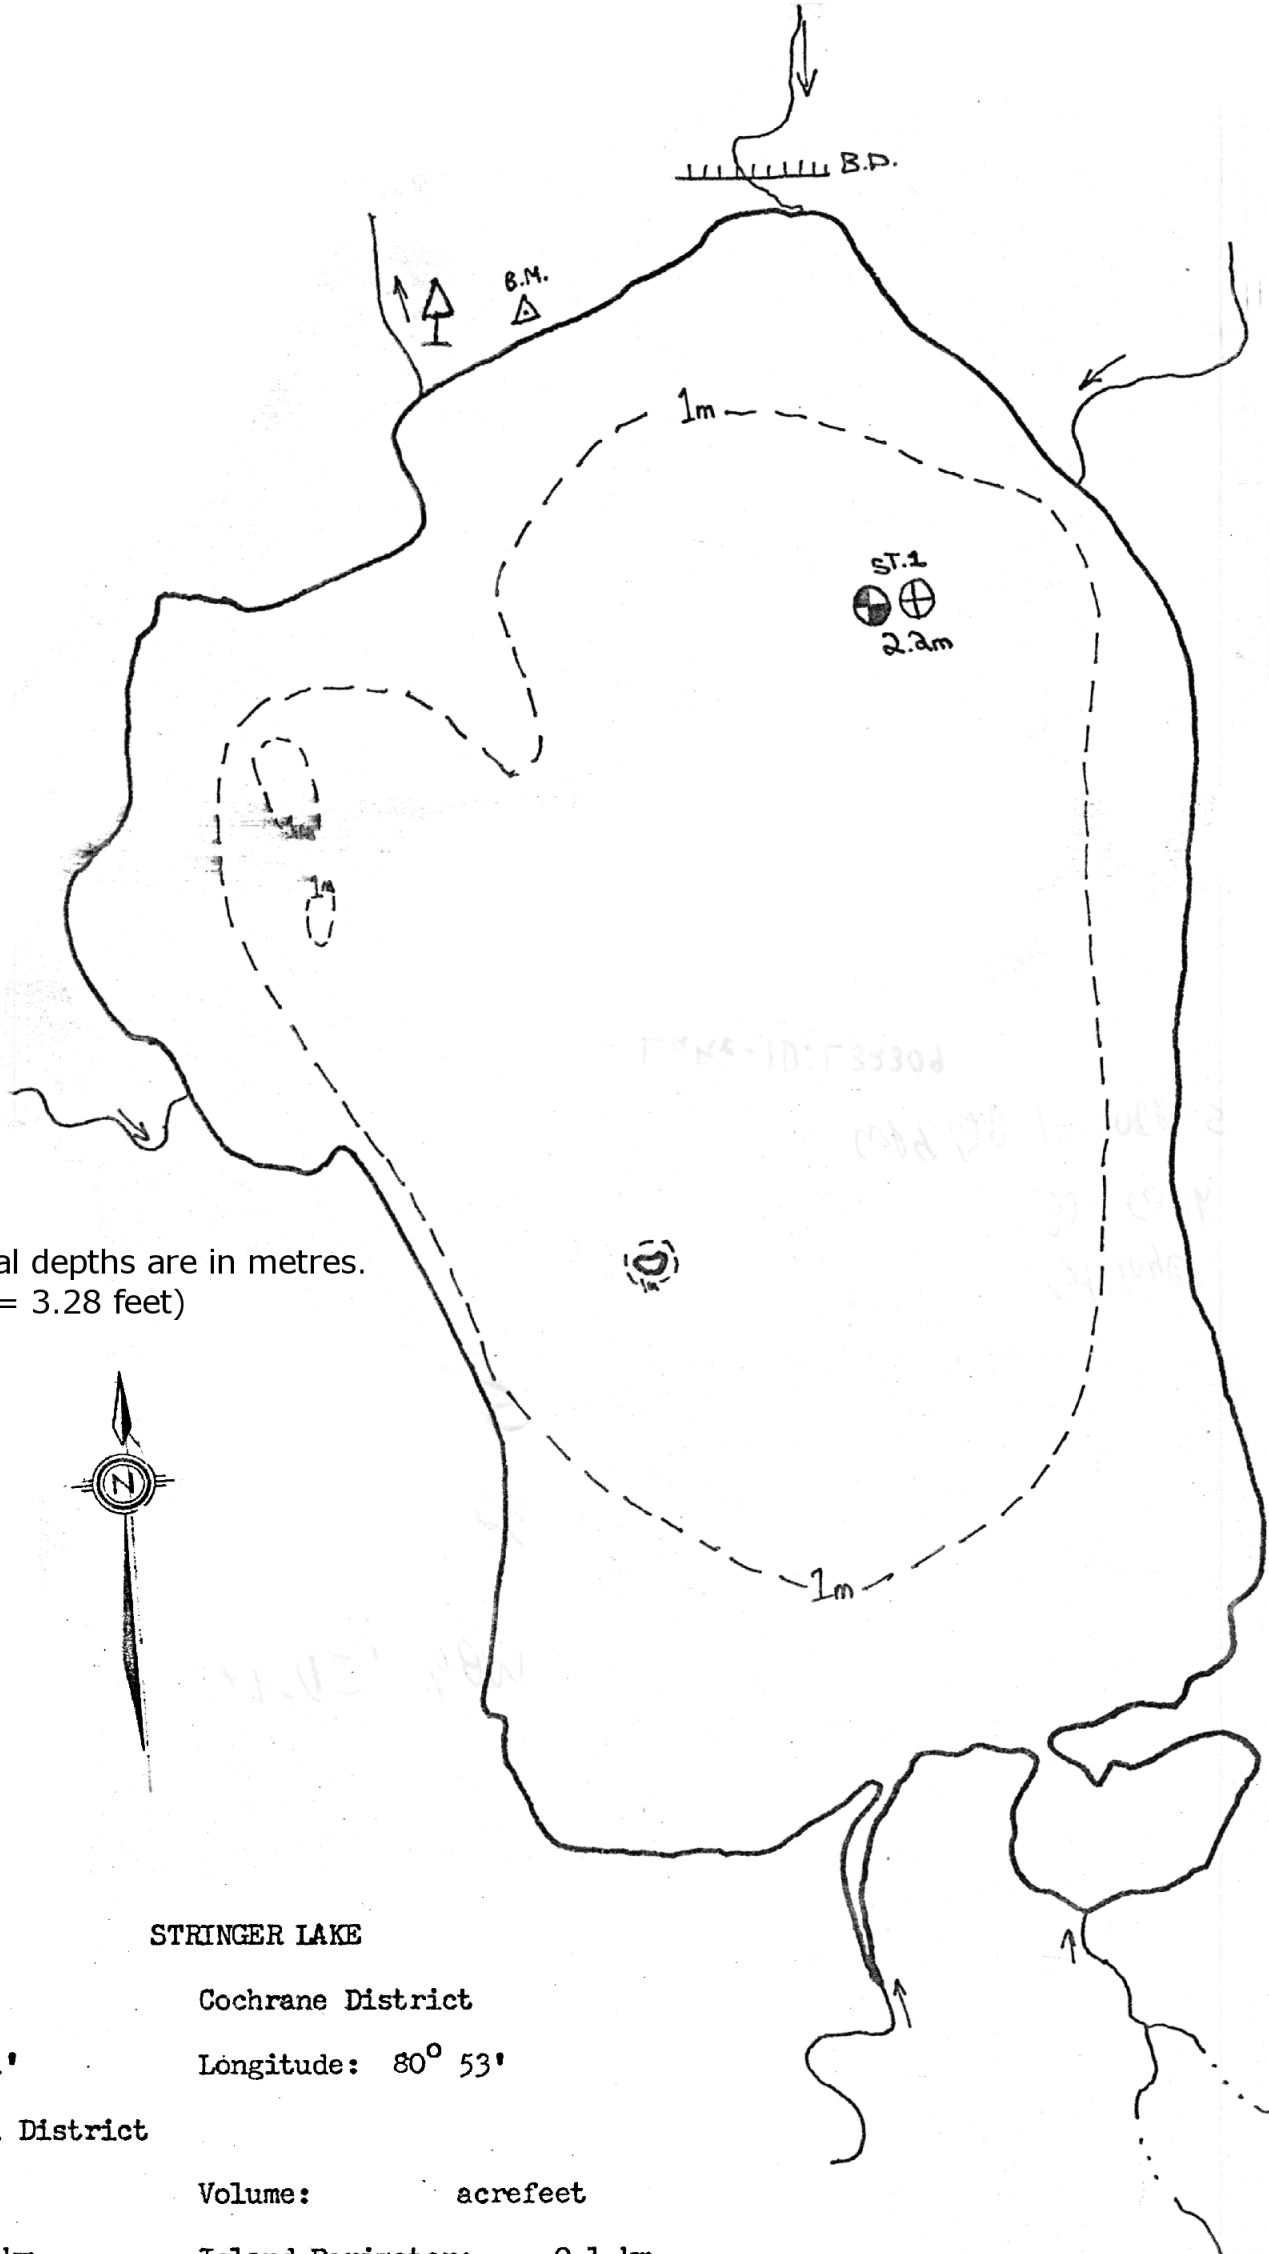 B.D.
B.M.
1m
ST.1
2.2m
1m
1m
al depths are in metres.
= 3.28 feet)
N
1m
STRINGER LAKE
Cochrane District
Longitude: 80° 53'
District
Volume: acrefeet